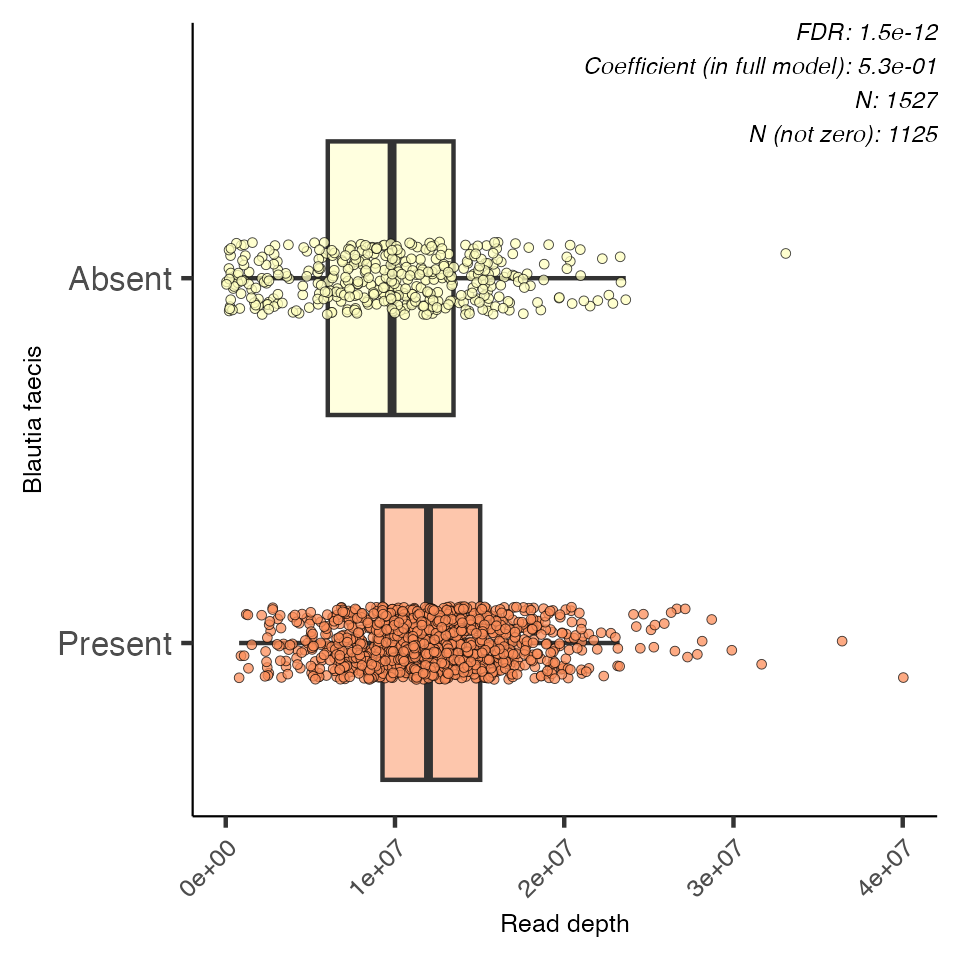 FDR: 1.5e-12
Coefficient (in full model): 5.3e-01
N: 1527
N (not zero): 1125
Absent
Present
Blautia faecis
0e+00
1e+07
2e+07
3e+07
4e+07
Read depth